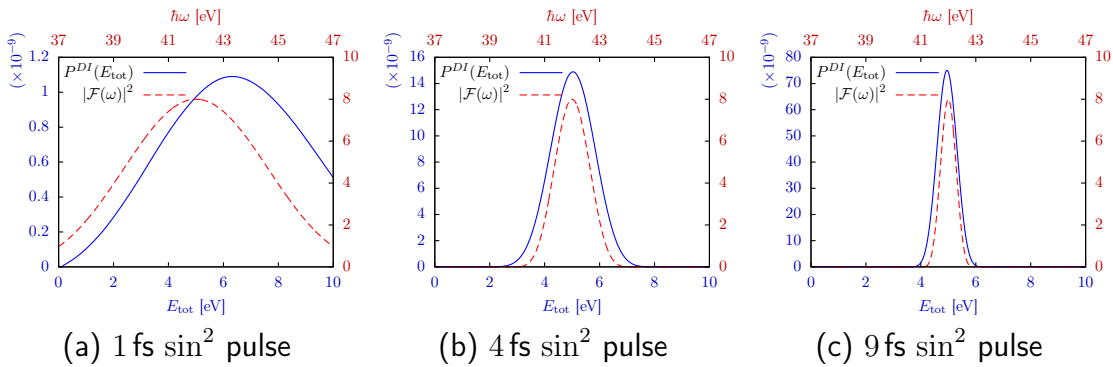 ℏω [eV]
37 39 41 43 45 47
(×10⁻⁹)
1.2
1
0.8
0.6
0.4
0.2
0
10
8
6
4
2
0
P^{DI}(E_tot)
|ℱ(ω)|²
0 2 4 6 8 10
E_tot [eV]
(a) 1 fs sin² pulse
ℏω [eV]
37 39 41 43 45 47
(×10⁻⁹)
16
14
12
10
8
6
4
2
0
10
8
6
4
2
0
P^{DI}(E_tot)
|ℱ(ω)|²
0 2 4 6 8 10
E_tot [eV]
(b) 4 fs sin² pulse
ℏω [eV]
37 39 41 43 45 47
(×10⁻⁹)
80
70
60
50
40
30
20
10
0
10
8
6
4
2
0
P^{DI}(E_tot)
|ℱ(ω)|²
0 2 4 6 8 10
E_tot [eV]
(c) 9 fs sin² pulse